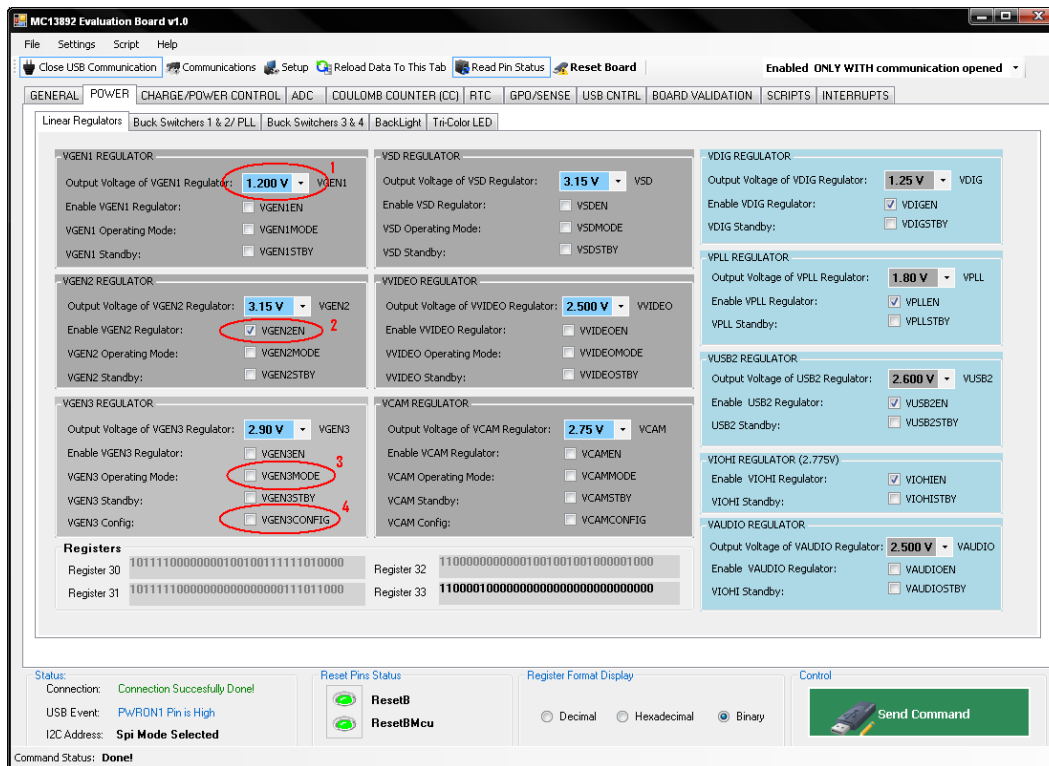 MC13892 Evaluation Board v1.0
File Settings Script Help
Close USB Communication Communications Setup Reload Data To This Tab Read Pin Status Reset Board Enabled ONLY WITH communication opened
GENERAL POWER CHARGE/POWER CONTROL ADC COULOMB COUNTER (CC) RTC GPO/SENSE USB CNTRL BOARD VALIDATION SCRIPTS INTERRUPTS
Linear Regulators Buck Switchers 1 & 2/ PLL Buck Switchers 3 & 4 BackLight Tri-Color LED
VGEN1 REGULATOR
Output Voltage of VGEN1 Regulator: 1.200 V VGEN1
1
Enable VGEN1 Regulator: VGEN1EN
VGEN1 Operating Mode: VGEN1MODE
VGEN1 Standby: VGEN1STBY
VGEN2 REGULATOR
Output Voltage of VGEN2 Regulator: 3.15 V VGEN2
Enable VGEN2 Regulator: VGEN2EN 2
VGEN2 Operating Mode: VGEN2MODE
VGEN2 Standby: VGEN2STBY
VGEN3 REGULATOR
Output Voltage of VGEN3 Regulator: 2.90 V VGEN3
Enable VGEN3 Regulator: VGEN3EN
VGEN3 Operating Mode: VGEN3MODE 3
VGEN3 Standby: VGEN3STBY
VGEN3 Config: VGEN3CONFIG 4
VSD REGULATOR
Output Voltage of VSD Regulator: 3.15 V VSD
Enable VSD Regulator: VSDEN
VSD Operating Mode: VSDMODE
VSD Standby: VSDSTBY
VVIDEO REGULATOR
Output Voltage of VVIDEO Regulator: 2.500 V VVIDEO
Enable VVIDEO Regulator: VVIDEOEN
VVIDEO Operating Mode: VVIDEOMODE
VVIDEO Standby: VVIDEOSTBY
VCAM REGULATOR
Output Voltage of VCAM Regulator: 2.75 V VCAM
Enable VCAM Regulator: VCAMEN
VCAM Operating Mode: VCAMMODE
VCAM Standby: VCAMSTBY
VCAM Config: VCAMCONFIG
VDIG REGULATOR
Output Voltage of VDIG Regulator: 1.25 V VDIG
Enable VDIG Regulator: VDIGEN
VDIG Standby: VDIGSTBY
VPLL REGULATOR
Output Voltage of VPLL Regulator: 1.80 V VPLL
Enable VPLL Regulator: VPLLEN
VPLL Standby: VPLLSTBY
VUSB2 REGULATOR
Output Voltage of USB2 Regulator: 2.600 V VUSB2
Enable USB2 Regulator: VUSB2EN
USB2 Standby: VUSB2STBY
VIOHI REGULATOR (2.775V)
Enable VIOHI Regulator: VIOHIEN
VIOHI Standby: VIOHISTBY
VAUDIO REGULATOR
Output Voltage of VAUDIO Regulator: 2.500 V VAUDIO
Enable VAUDIO Regulator: VAUDIOEN
VIOHI Standby: VAUDIOSTBY
Registers
Register 30
Register 31
Register 32
Register 33
Status:
Connection: Connection Succesfully Done!
USB Event: PWRON1 Pin is High
I2C Address: Spi Mode Selected
Reset Pins Status
ResetB
ResetBMcu
Register Format Display
Decimal Hexadecimal Binary
Control
Send Command
Command Status: Done!